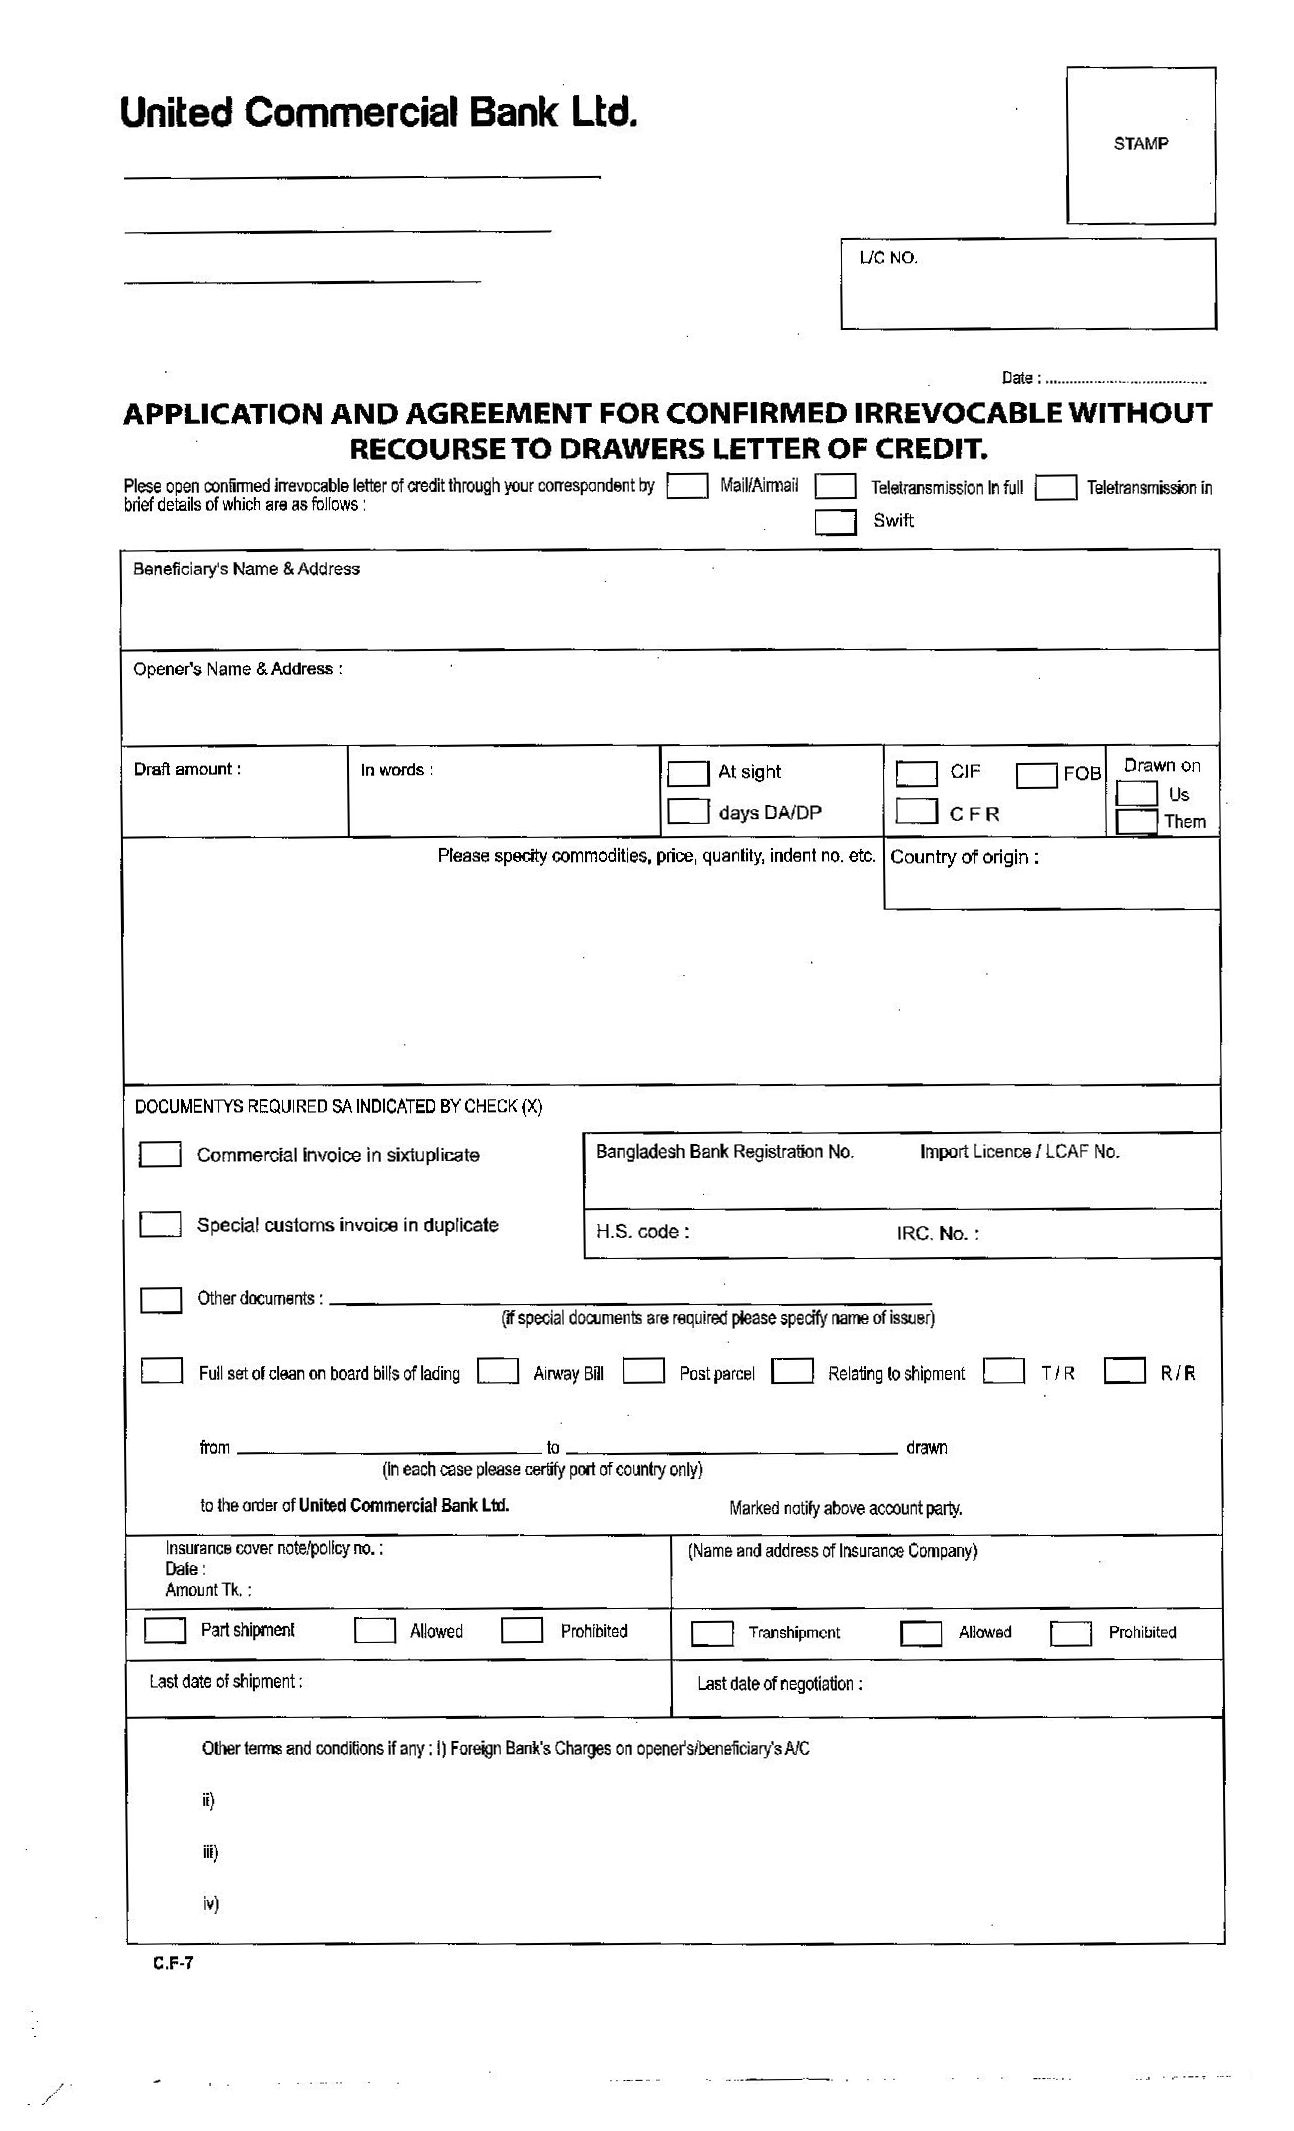 United Commercial Bank Ltd.
STAMP
L/C NO.
Date : ........................................
APPLICATION AND AGREEMENT FOR CONFIRMED IRREVOCABLE WITHOUT
RECOURSE TO DRAWERS LETTER OF CREDIT.
Plese open confirmed irrevocable letter of credit through your correspondent by Mail/Airmail Teletransmission In full Teletransmission in
brief details of which are as follows : Swift
Beneficiary's Name & Address
Opener's Name & Address :
Draft amount : In words : At sight CIF FOB Drawn on
Us
days DA/DP C F R Them
Please specity commodities, price, quantity, indent no. etc. Country of origin :
DOCUMENTYS REQUIRED SA INDICATED BY CHECK (X)
Commercial invoice in sixtuplicate Bangladesh Bank Registration No. Import Licence / LCAF No.
Special customs invoice in duplicate H.S. code : IRC. No. :
Other documents :
(if special documents are required please specify name of issuer)
Full set of clean on board bills of lading Airway Bill Post parcel Relating to shipment T / R R / R
from to drawn
(in each case please certify port of country only)
to the order of United Commercial Bank Ltd. Marked notify above account party.
Insurance cover note/policy no. : (Name and address of Insurance Company)
Date :
Amount Tk. :
Part shipment Allowed Prohibited Transhipment Allowed Prohibited
Last date of shipment : Last date of negotiation :
Other terms and conditions if any : i) Foreign Bank's Charges on opener's/beneficiary's A/C
ii)
iii)
iv)
C.F-7